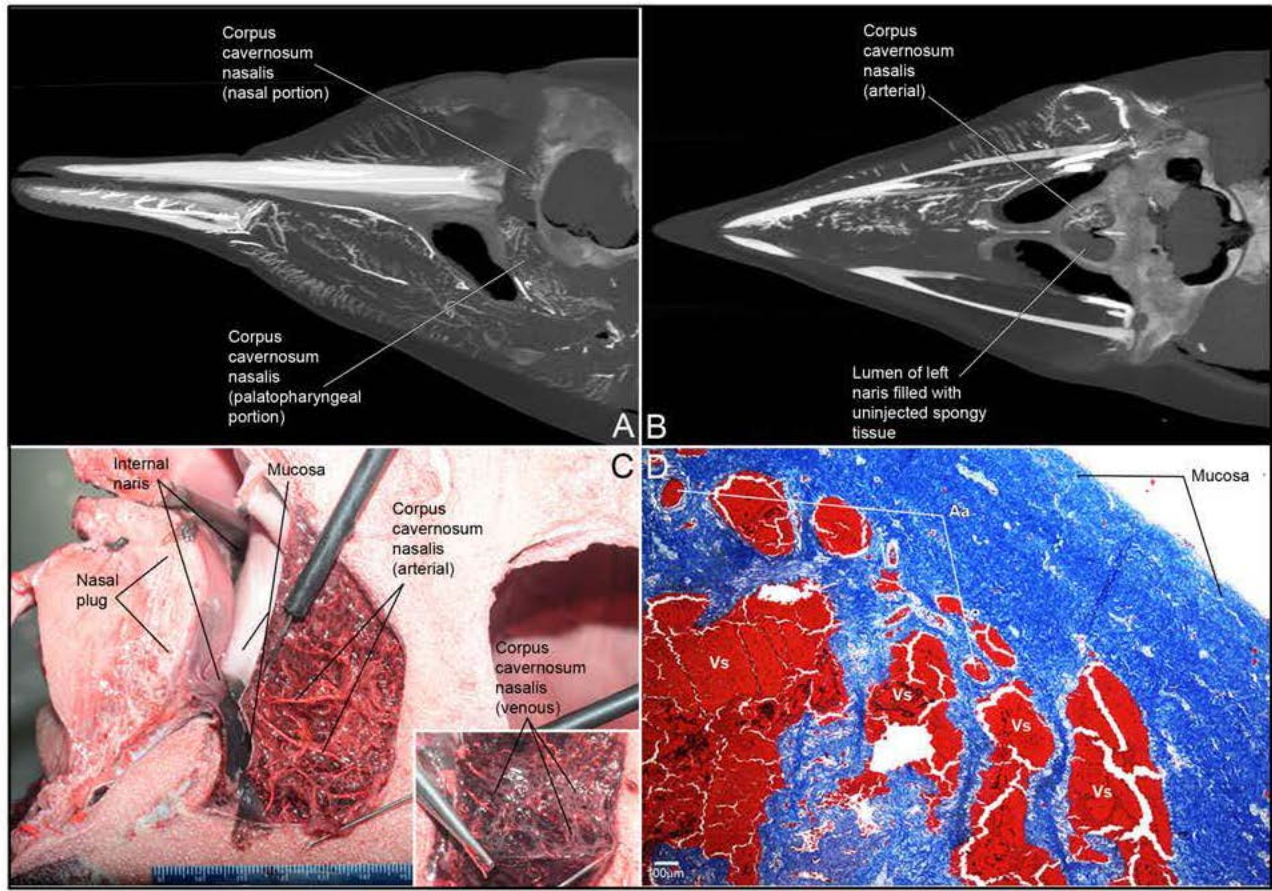 Corpus
cavernosum
nasalis
(nasal portion)
Corpus
cavernosum
nasalis
(palatopharyngeal
portion)
A
Corpus
cavernosum
nasalis
(arterial)
Lumen of left
naris filled with
uninjected spongy
tissue
B
Internal
naris
Mucosa
C
Nasal
plug
Corpus
cavernosum
nasalis
(arterial)
Corpus
cavernosum
nasalis
(venous)
D
Mucosa
Aa
Vs
Vs
Vs
Vs
00µm